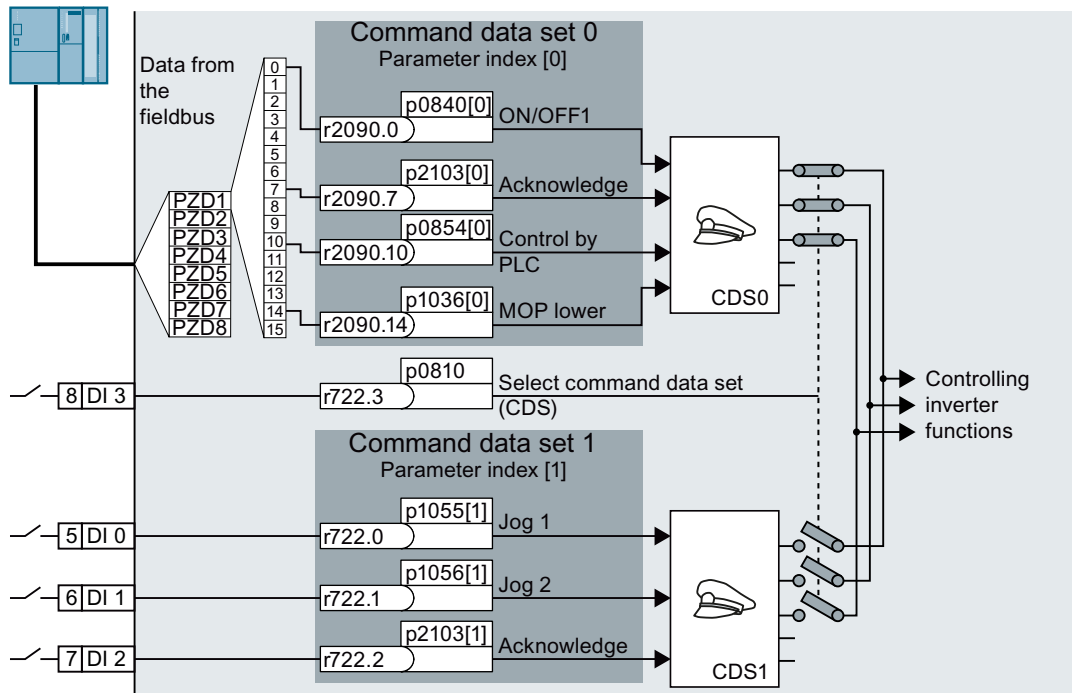 Command data set 0
Parameter index [0]
Data from
the
fieldbus
0
1
2
3
4
5
6
7
8
9
10
11
12
13
14
15
PZD1
PZD2
PZD3
PZD4
PZD5
PZD6
PZD7
PZD8
p0840[0]
r2090.0
ON/OFF1
p2103[0]
r2090.7
Acknowledge
p0854[0]
r2090.10
Control by
PLC
p1036[0]
r2090.14
MOP lower
CDS0
8 DI 3
p0810
r722.3
Select command data set
(CDS)
Controlling
inverter
functions
Command data set 1
Parameter index [1]
5 DI 0
p1055[1]
r722.0
Jog 1
6 DI 1
p1056[1]
r722.1
Jog 2
7 DI 2
p2103[1]
r722.2
Acknowledge
CDS1